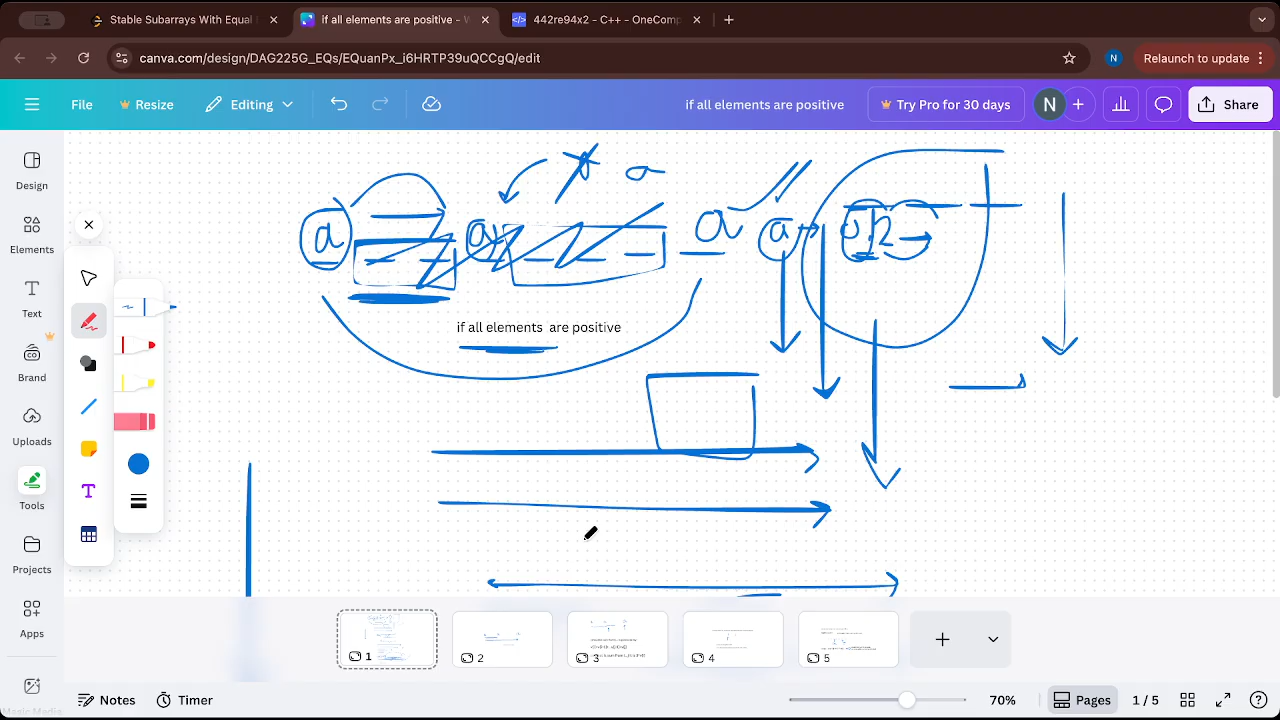 Stable Subarrays With Equal
if all elements are positive - W
442re94x2 - C++ - OneComp
canva.com/design/DAG225G_EQs/EQuanPx_i6HRTP39uQCCgQ/edit
N
Relaunch to update
File
Resize
Editing
if all elements are positive
N
Try Pro for 30 days
Share
Design
Elements
Text
Brand
Uploads
Tools
Projects
Apps
Magic Media
a
a
a
a
a
if all elements are positive
1
2
3
4
5
Notes
Timer
70%
Pages
1 / 5